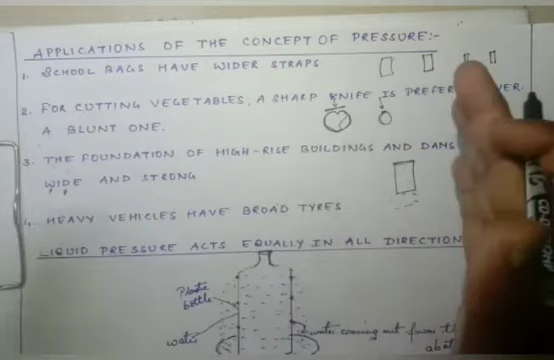 APPLICATIONS OF THE CONCEPT OF PRESSURE:-
1. SCHOOL BAGS HAVE WIDER STRAPS
2. FOR CUTTING VEGETABLES, A SHARP KNIFE IS PREFER VER
A BLUNT ONE.
3. THE FOUNDATION OF HIGH-RISE BUILDINGS AND DAMS
WIDE AND STRONG
4. HEAVY VEHICLES HAVE BROAD TYRES.
LIQUID PRESSURE ACTS EQUALLY IN ALL DIRECTION
Plastic
bottle
water
water coming out from th